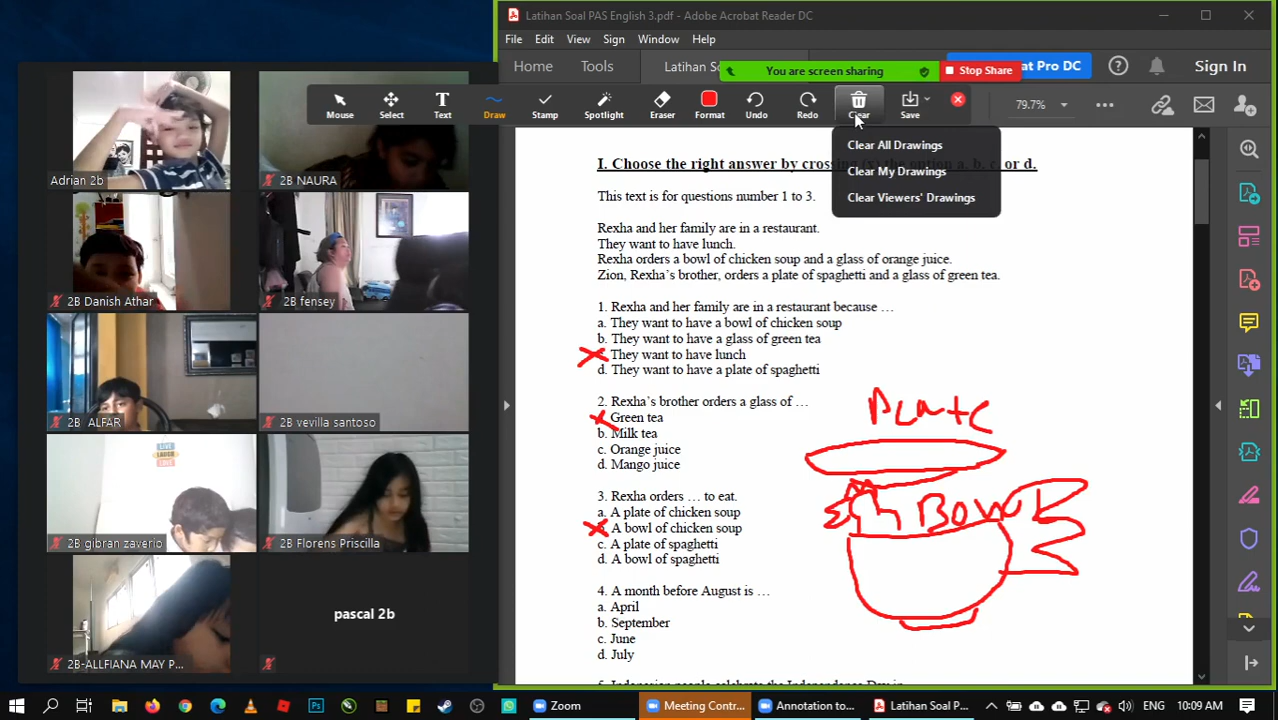 Latihan Soal PAS English 3.pdf - Adobe Acrobat Reader DC
File Edit View Sign Window Help
Home Tools Latihan So
You are screen sharing Stop Share
at Pro DC
Sign In
Mouse Select Text Draw Stamp Spotlight Eraser Format Undo Redo Clear Save
79.7%
Clear All Drawings
Clear My Drawings
Clear Viewers' Drawings
Adrian 2b
2B NAURA
2B Danish Athar
2B fensey
2B ALFAR
2B vevilla santoso
LIVE
LAUGH
LOVE
2B gibran zaverio
2B Florens Priscilla
2B-ALLFIANA MAY P...
pascal 2b
I. Choose the right answer by crossing (x) the option a, b, c, or d.
This text is for questions number 1 to 3.
Rexha and her family are in a restaurant.
They want to have lunch.
Rexha orders a bowl of chicken soup and a glass of orange juice.
Zion, Rexha's brother, orders a plate of spaghetti and a glass of green tea.
1. Rexha and her family are in a restaurant because …
a. They want to have a bowl of chicken soup
b. They want to have a glass of green tea
They want to have lunch
d. They want to have a plate of spaghetti
2. Rexha's brother orders a glass of …
Green tea
b. Milk tea
c. Orange juice
d. Mango juice
3. Rexha orders … to eat.
a. A plate of chicken soup
b. A bowl of chicken soup
c. A plate of spaghetti
d. A bowl of spaghetti
4. A month before August is …
a. April
b. September
c. June
d. July
Plate
Bowl
Zoom
Meeting Contr...
Annotation to...
Latihan Soal P...
ENG 10:09 AM